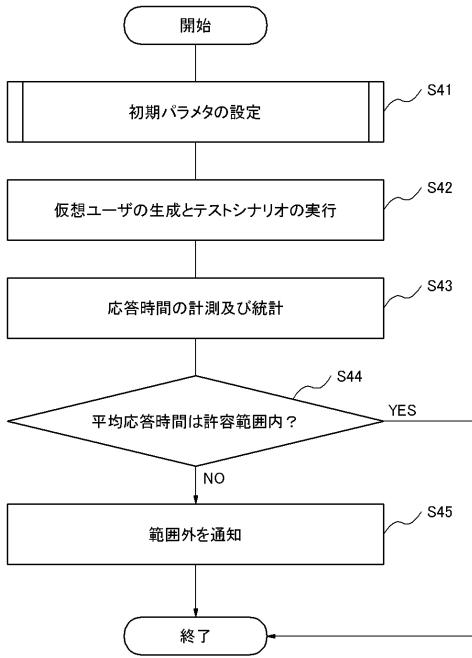 開始
初期パラメタの設定
S41
仮想ユーザの生成とテストシナリオの実行
S42
応答時間の計測及び統計
S43
S44
平均応答時間は許容範囲内？
YES
NO
範囲外を通知
S45
終了